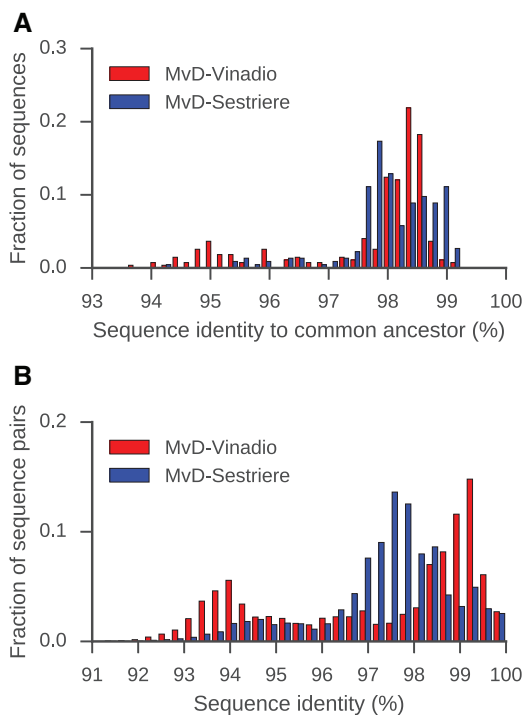 A
Fraction of sequences
0.3
0.2
0.1
0.0
MvD-Vinadio
MvD-Sestriere
93 94 95 96 97 98 99 100
Sequence identity to common ancestor (%)
B
Fraction of sequence pairs
0.2
0.1
0.0
MvD-Vinadio
MvD-Sestriere
91 92 93 94 95 96 97 98 99 100
Sequence identity (%)